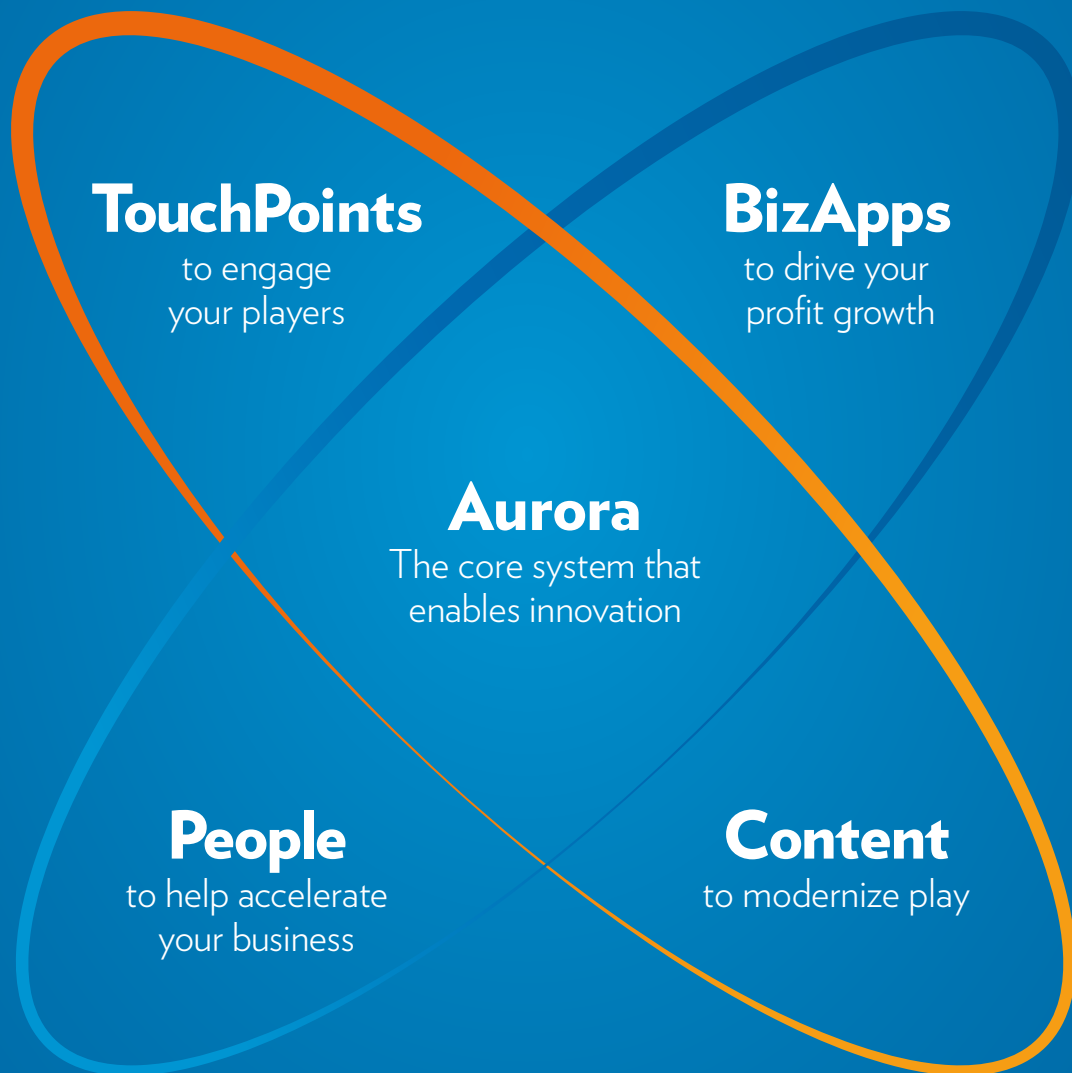 TouchPoints
to engage
your players
BizApps
to drive your
profit growth
Aurora
The core system that
enables innovation
People
to help accelerate
your business
Content
to modernize play